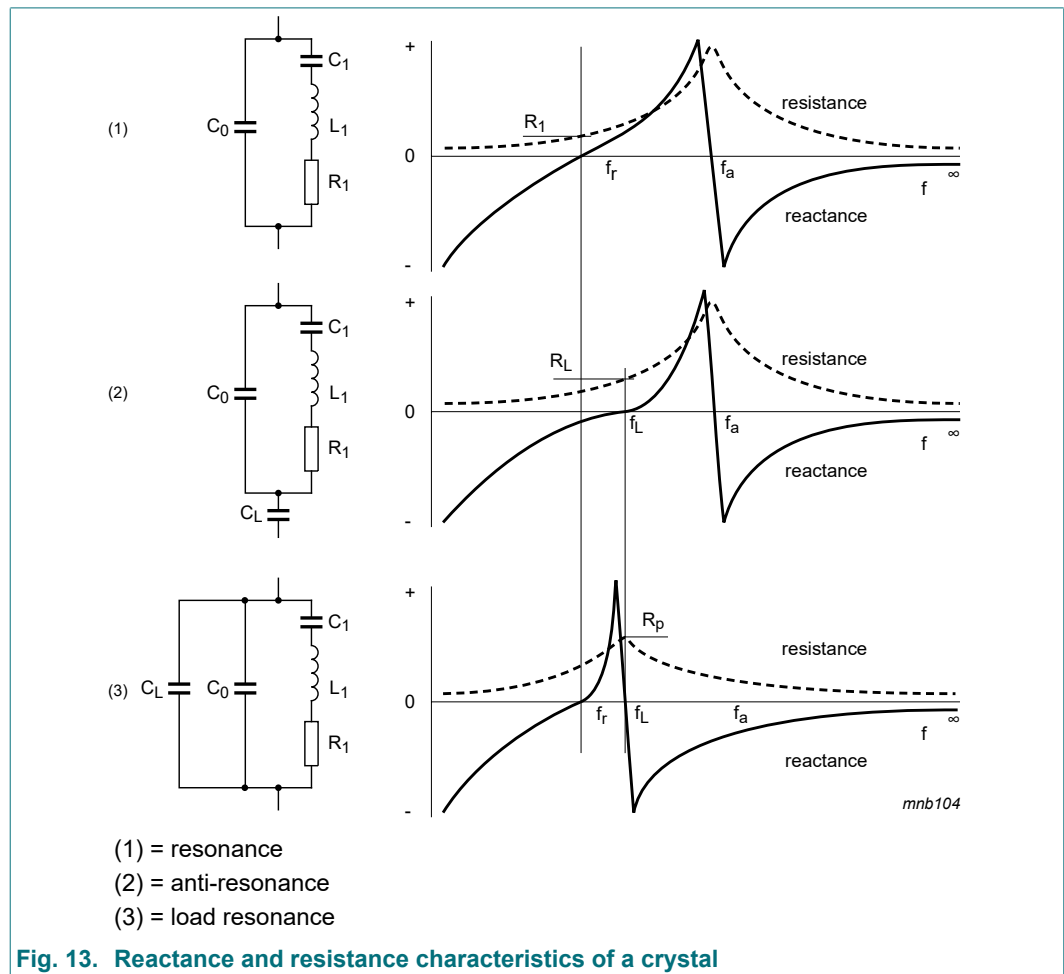 (1)
C0
C1
L1
R1
+
0
-
R1
fr
fa
resistance
f
∞
reactance
(2)
C0
C1
L1
R1
CL
+
0
-
RL
fL
fa
resistance
f
∞
reactance
(3)
CL
C0
C1
L1
R1
+
0
-
Rp
fr
fL
fa
resistance
f
∞
reactance
mnb104
(1) = resonance
(2) = anti-resonance
(3) = load resonance
Fig. 13. Reactance and resistance characteristics of a crystal